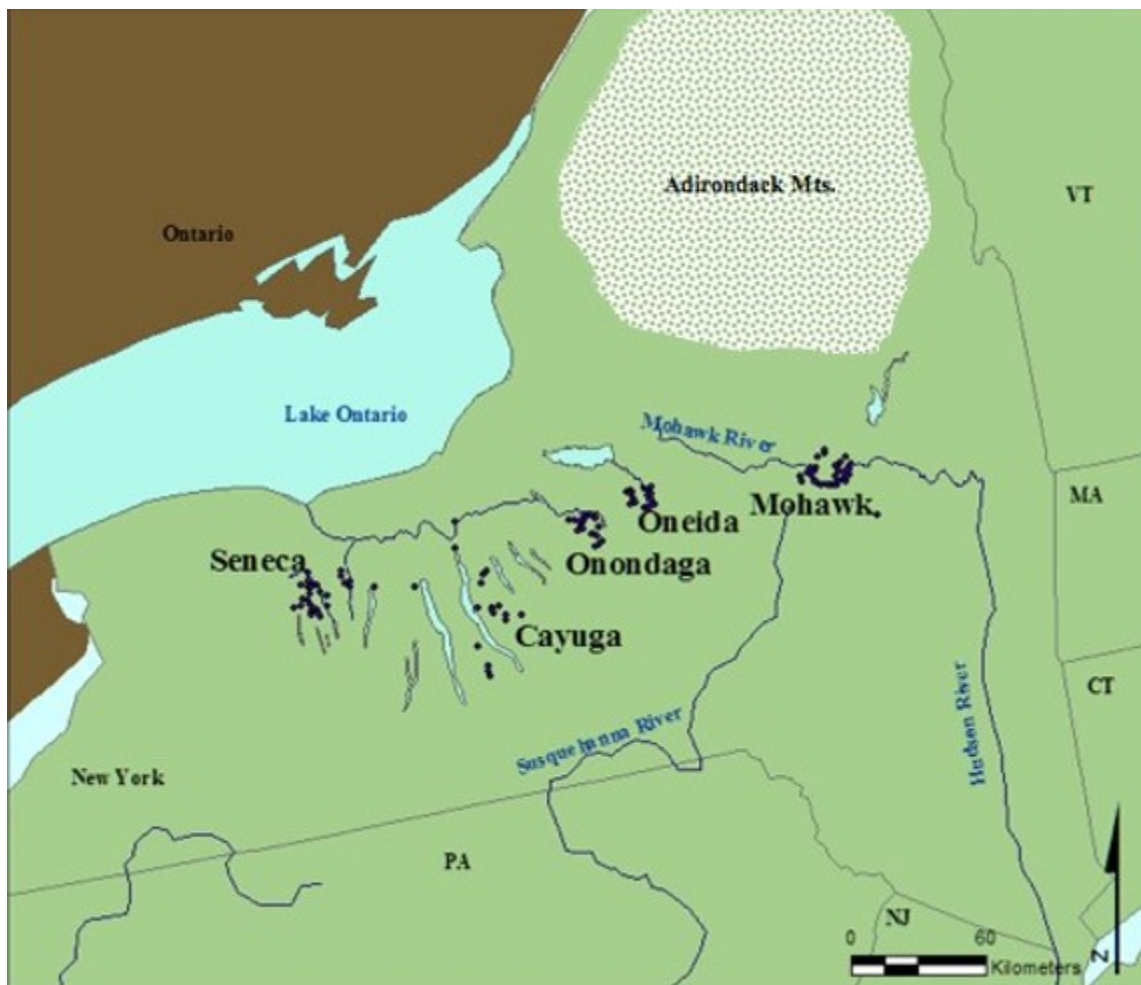 Adirondack Mts.
VT
Ontario
Lake Ontario
Mohawk River
MA
Mohawk
Oneida
Seneca
Onondaga
Cayuga
CT
Susquehanna River
Hudson River
New York
PA
NJ
0 60
Kilometers
N